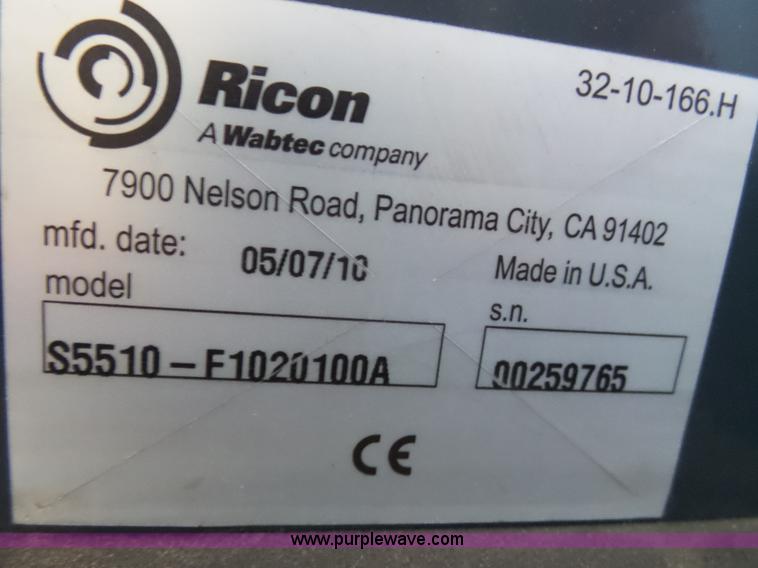 Ricon
32-10-166.H
A Wabtec company
7900 Nelson Road, Panorama City, CA 91402
mfd. date: 05/07/10
Made in U.S.A.
model
s.n.
S5510-F1020100A
00259765
CE
www.purplewave.com